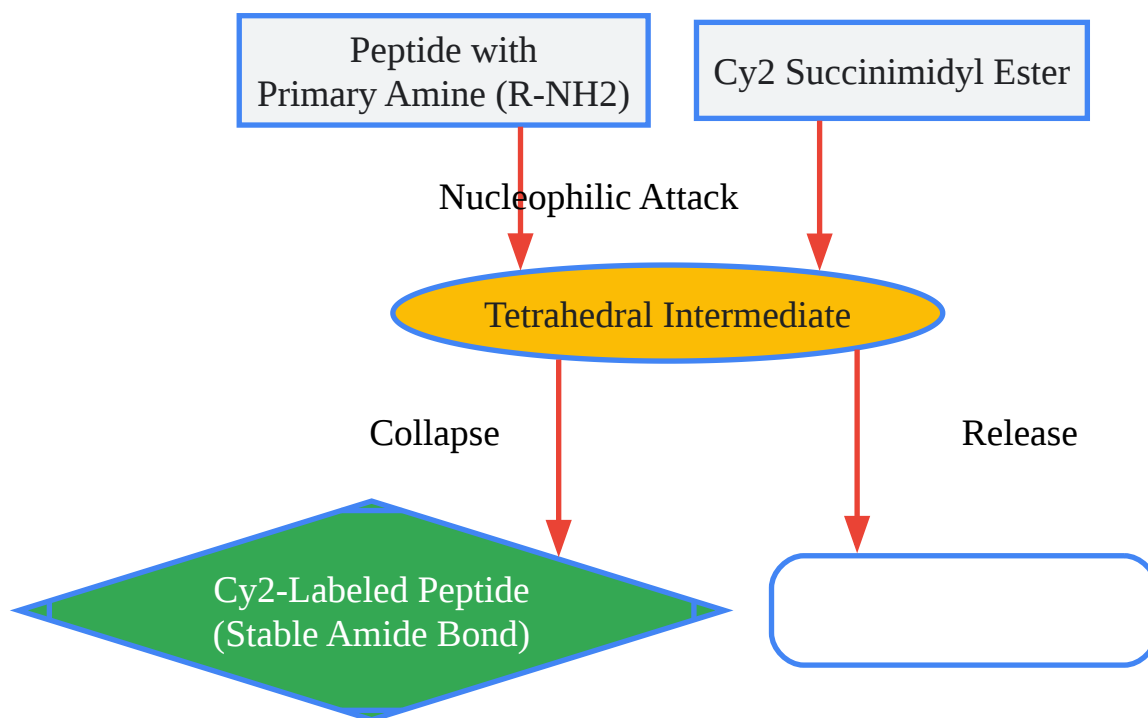 Peptide with
Primary Amine (R-NH2)
Cy2 Succinimidyl Ester
Nucleophilic Attack
Tetrahedral Intermediate
Collapse
Release
Cy2-Labeled Peptide
(Stable Amide Bond)